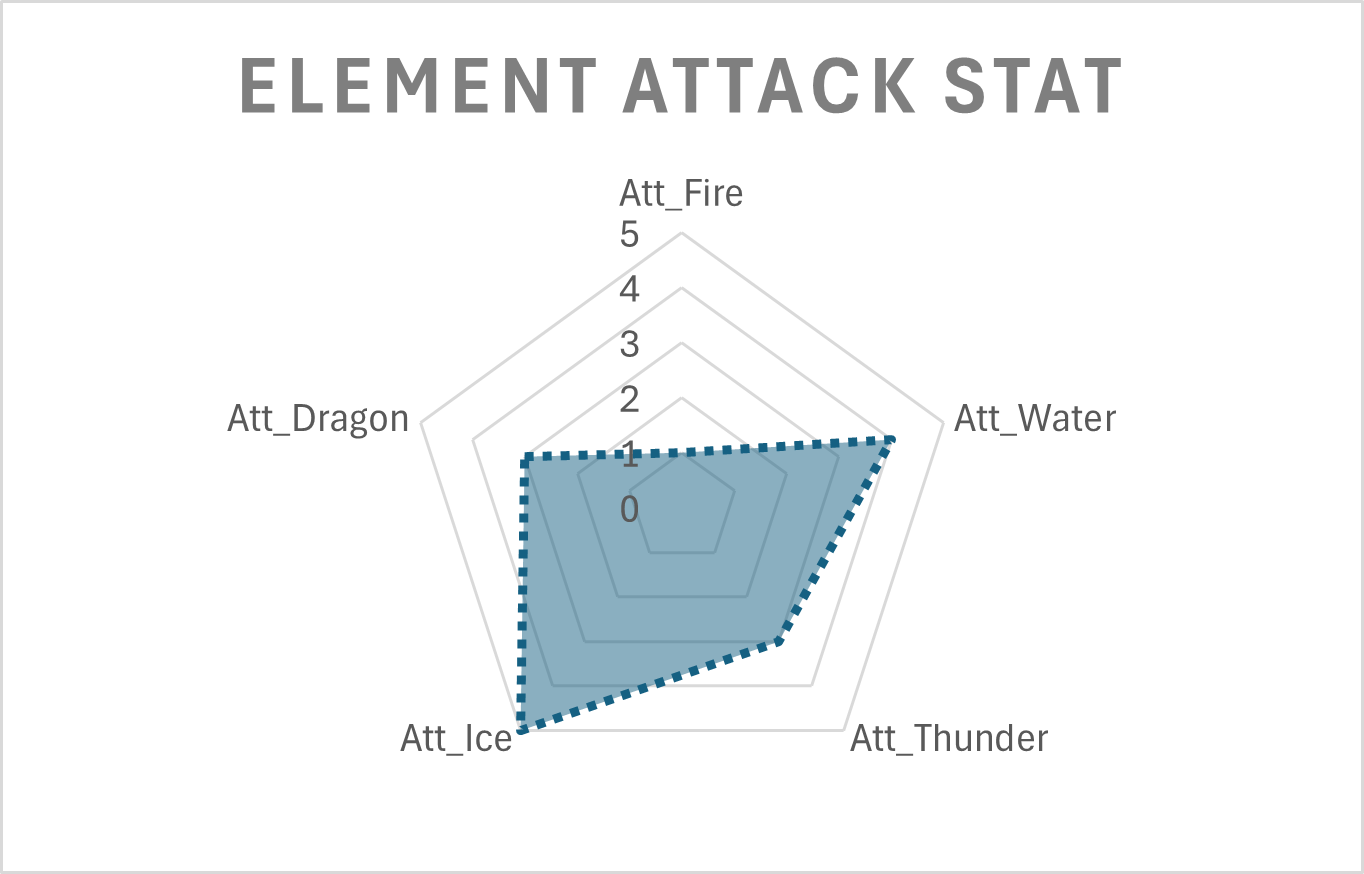 ELEMENT ATTACK STAT
Att_Fire
5
4
3
2
1
0
Att_Water
Att_Thunder
Att_Ice
Att_Dragon